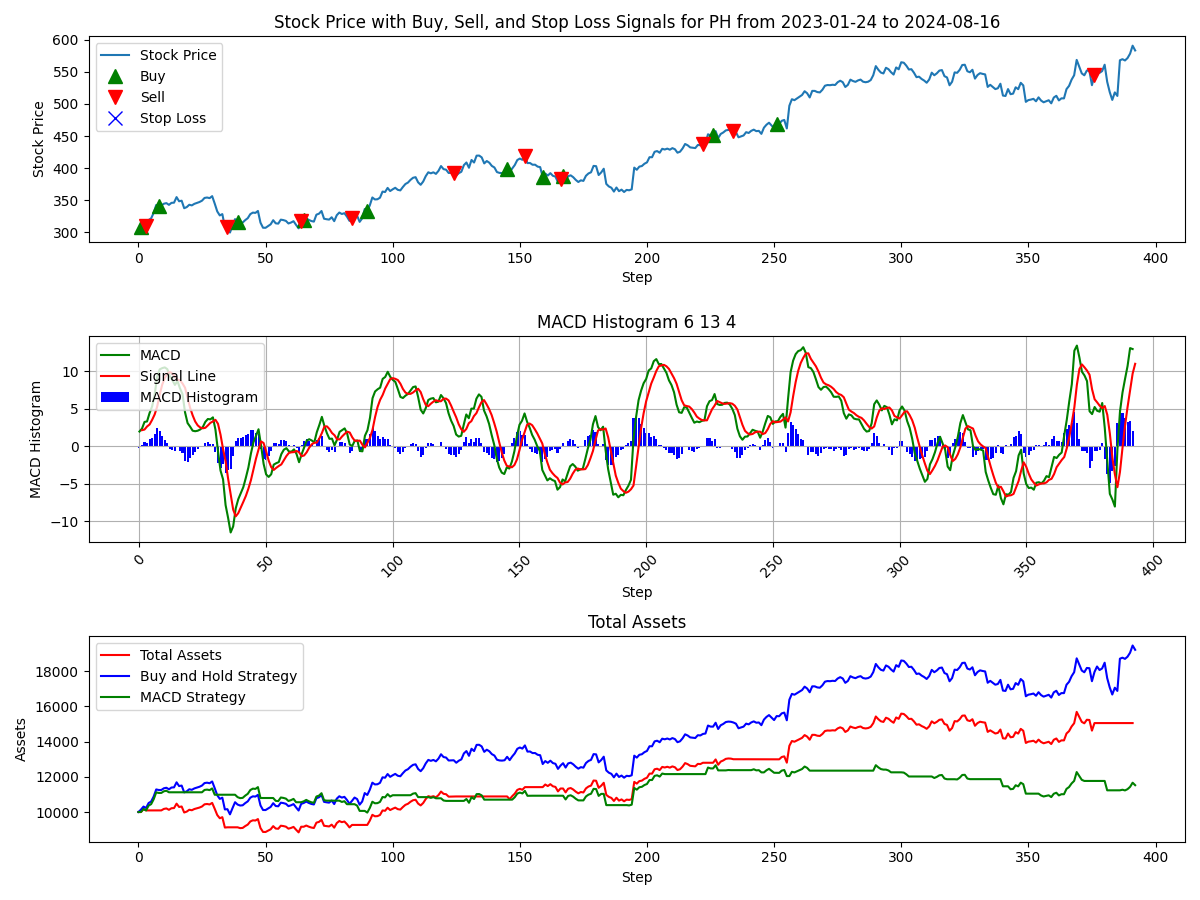 Stock Price with Buy, Sell, and Stop Loss Signals for PH from 2023-01-24 to 2024-08-16
Stock Price
600
550
500
450
400
350
300
Stock Price
Buy
Sell
Stop Loss
0 50 100 150 200 250 300 350 400
Step
MACD Histogram 6 13 4
MACD Histogram
10
5
0
−5
−10
MACD
Signal Line
MACD Histogram
0 50 100 150 200 250 300 350 400
Step
Total Assets
Assets
18000
16000
14000
12000
10000
Total Assets
Buy and Hold Strategy
MACD Strategy
0 50 100 150 200 250 300 350 400
Step